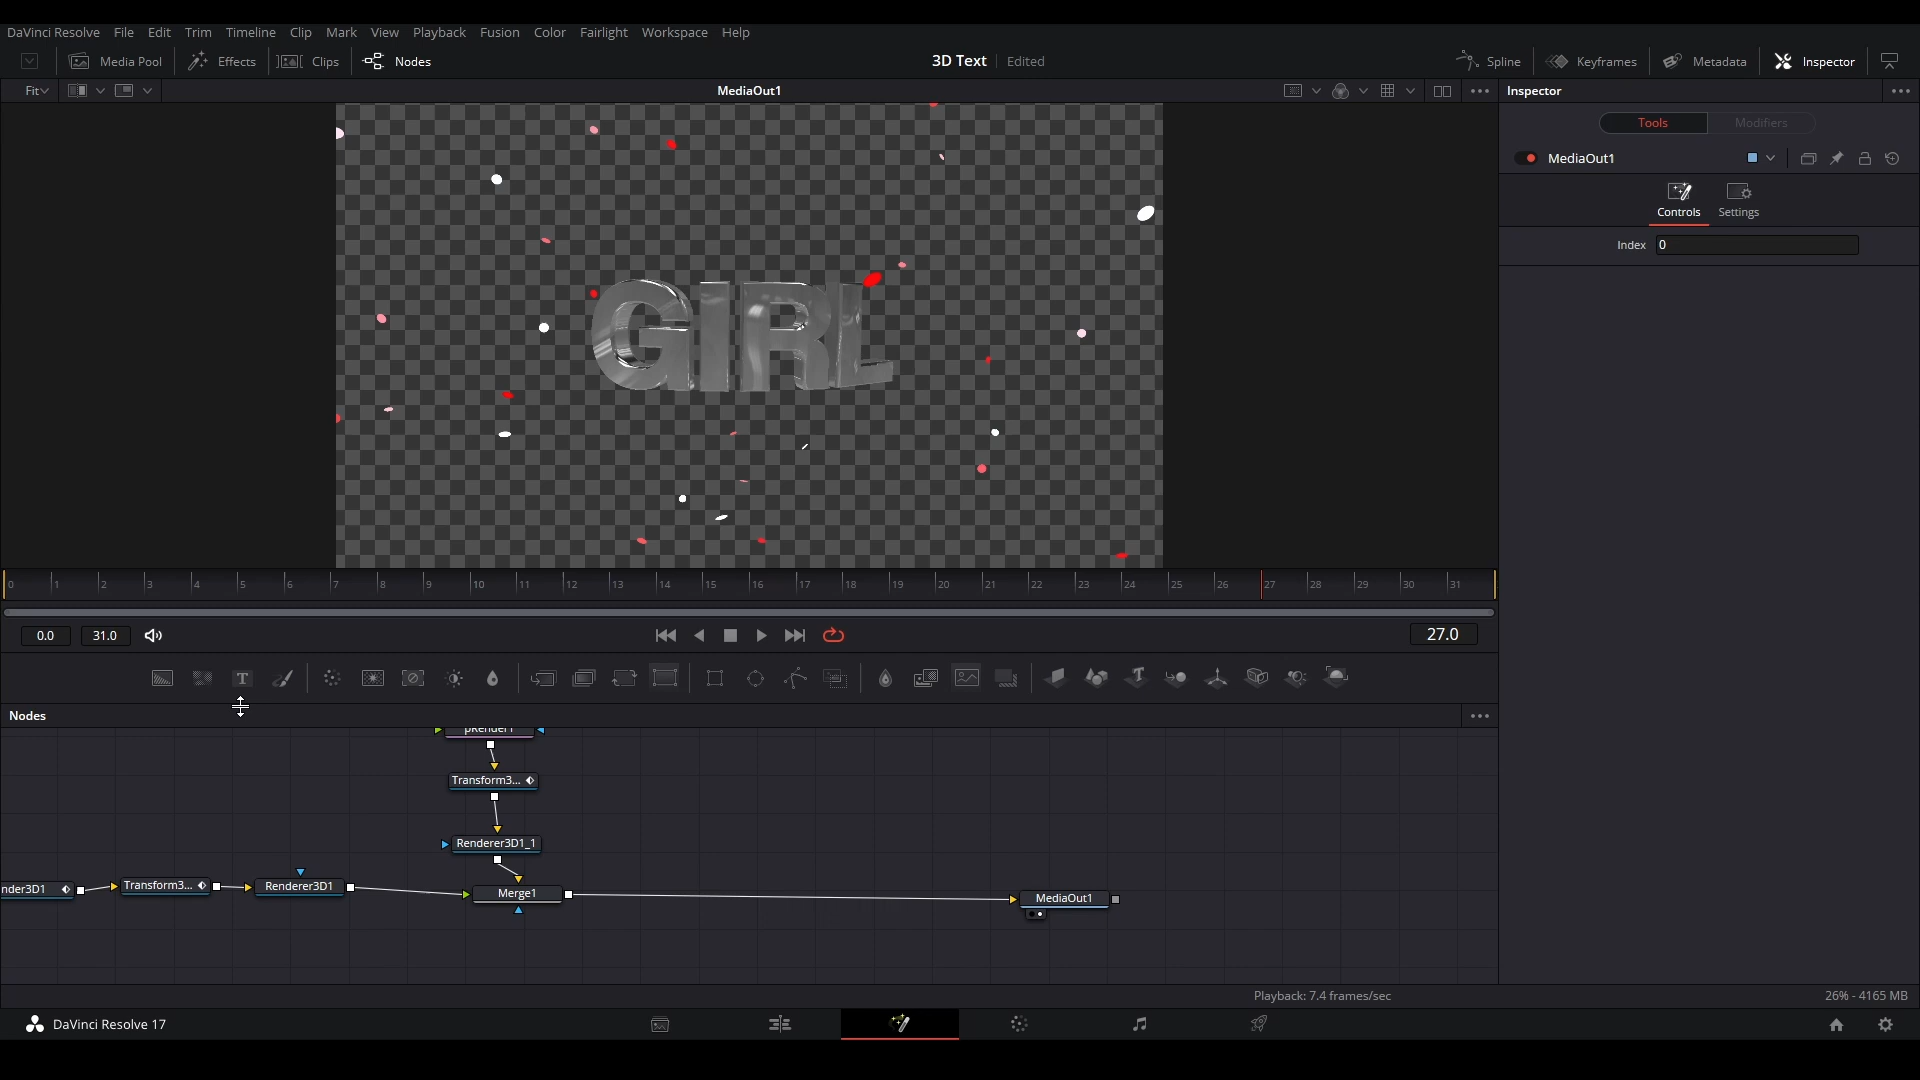 DaVinci Resolve File Edit Trim Timeline Clip Mark View Playback Fusion Color Fairlight Workspace Help
Media Pool Effects Clips Nodes 3D Text Edited Spline Keyframes Metadata Inspector
Fit MediaOut1 Inspector
Tools Modifiers
MediaOut1
Controls Settings
Index 0
GIRL
0 1 2 3 4 5 6 7 8 9 10 11 12 13 14 15 16 17 18 19 20 21 22 23 24 25 26 27 28 29 30 31
0.0 31.0 27.0
T T
Nodes
pRender1
Transform3...
Renderer3D1_1
nder3D1 Transform3... Renderer3D1 Merge1 MediaOut1
Playback: 7.4 frames/sec 26% - 4165 MB
DaVinci Resolve 17